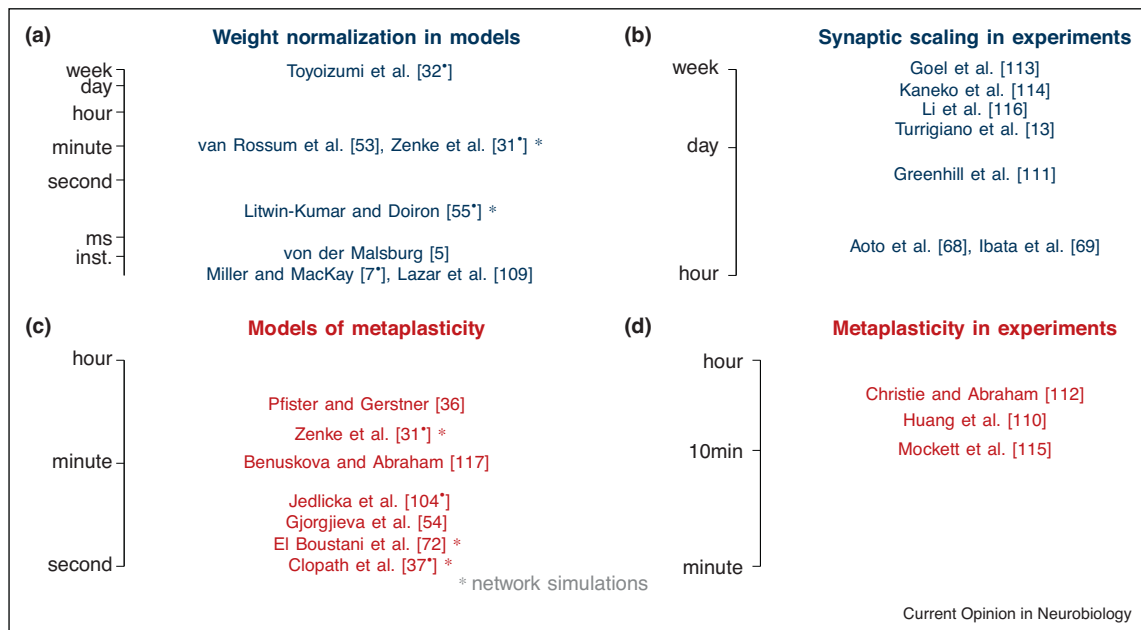 (a)
Weight normalization in models
week
Toyoizumi et al. [32•]
day
hour
minute
van Rossum et al. [53], Zenke et al. [31•] *
second
Litwin-Kumar and Doiron [55•] *
ms
von der Malsburg [5]
inst.
Miller and MacKay [7•], Lazar et al. [109]
(b)
Synaptic scaling in experiments
week
Goel et al. [113]
Kaneko et al. [114]
Li et al. [116]
Turrigiano et al. [13]
day
Greenhill et al. [111]
Aoto et al. [68], Ibata et al. [69]
hour
(c)
Models of metaplasticity
hour
Pfister and Gerstner [36]
Zenke et al. [31•] *
minute
Benuskova and Abraham [117]
Jedlicka et al. [104•]
Gjorgjieva et al. [54]
El Boustani et al. [72] *
second
Clopath et al. [37•] *
* network simulations
(d)
Metaplasticity in experiments
hour
Christie and Abraham [112]
Huang et al. [110]
10min
Mockett et al. [115]
minute
Current Opinion in Neurobiology